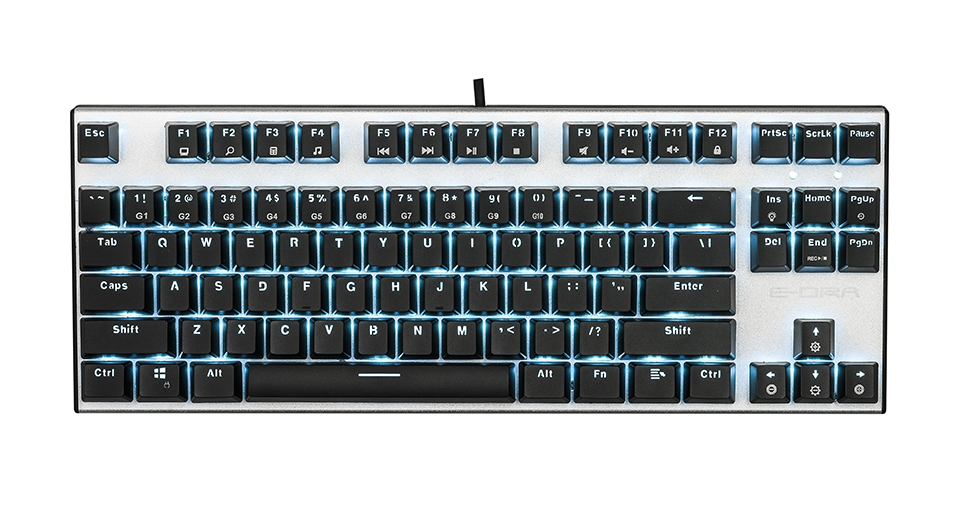 Esc F1 F2 F3 F4 F5 F6 F7 F8 F9 F10 F11 F12 PrtSc ScrLk Pause
` ~ 1 ! 2 @ 3 # 4 $ 5 % 6 ^ 7 & 8 * 9 ( 0 ) - _ = + ← Ins Home PgUp
G1 G2 G3 G4 G5 G6 G7 G8 G9 G10
Tab Q W E R T Y U I O P [ { ] } \ | Del End PgDn
REC
Caps A S D F G H J K L ; : ' " Enter
E-DRA
Shift Z X C V B N M , < . > / ? Shift ↑
Ctrl Alt Alt Fn Ctrl ← ↓ →